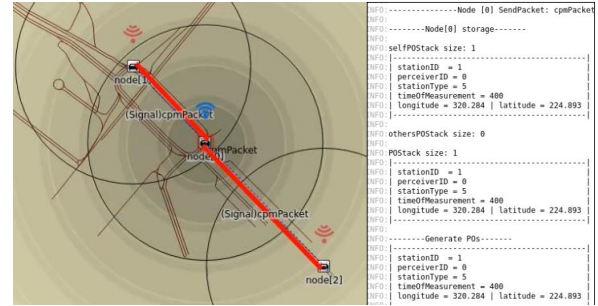 node[1]
(Signal)cpmPacket
cpmPacket
node[0]
(Signal)cpmPacket
node[2]
INFO:---------------Node [0] SendPacket: cpmPacket
INFO:
INFO:--------Node[0] storage-------
INFO:
INFO:selfPOStack size: 1
INFO:|----------------------------------------|
INFO:| stationID  = 1
INFO:| perceiverID = 0
INFO:| stationType = 5
INFO:| timeOfMeasurement = 400
INFO:| longitude = 320.284 | latitude = 224.893 |
INFO:|----------------------------------------|
INFO:
INFO:othersPOStack size: 0
INFO:
INFO:POStack size: 1
INFO:|----------------------------------------|
INFO:| stationID  = 1
INFO:| perceiverID = 0
INFO:| stationType = 5
INFO:| timeOfMeasurement = 400
INFO:| longitude = 320.284 | latitude = 224.893 |
INFO:|----------------------------------------|
INFO:
INFO:--------Generate POs-------
INFO:|----------------------------------------|
INFO:| stationID  = 1
INFO:| perceiverID = 0
INFO:| stationType = 5
INFO:| timeOfMeasurement = 400
INFO:| longitude = 320.284 | latitude = 224.893 |